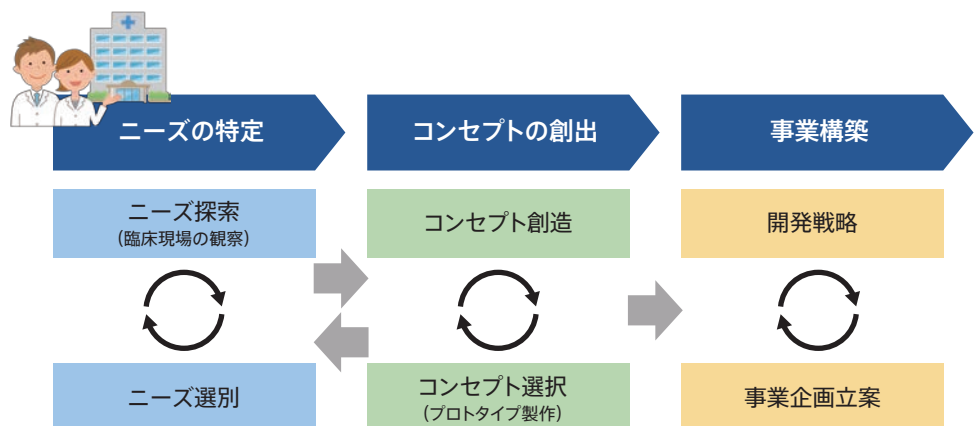 ニーズの特定
コンセプトの創出
事業構築
ニーズ探索
(臨床現場の観察)
コンセプト創造
開発戦略
ニーズ選別
コンセプト選択
(プロトタイプ製作)
事業企画立案